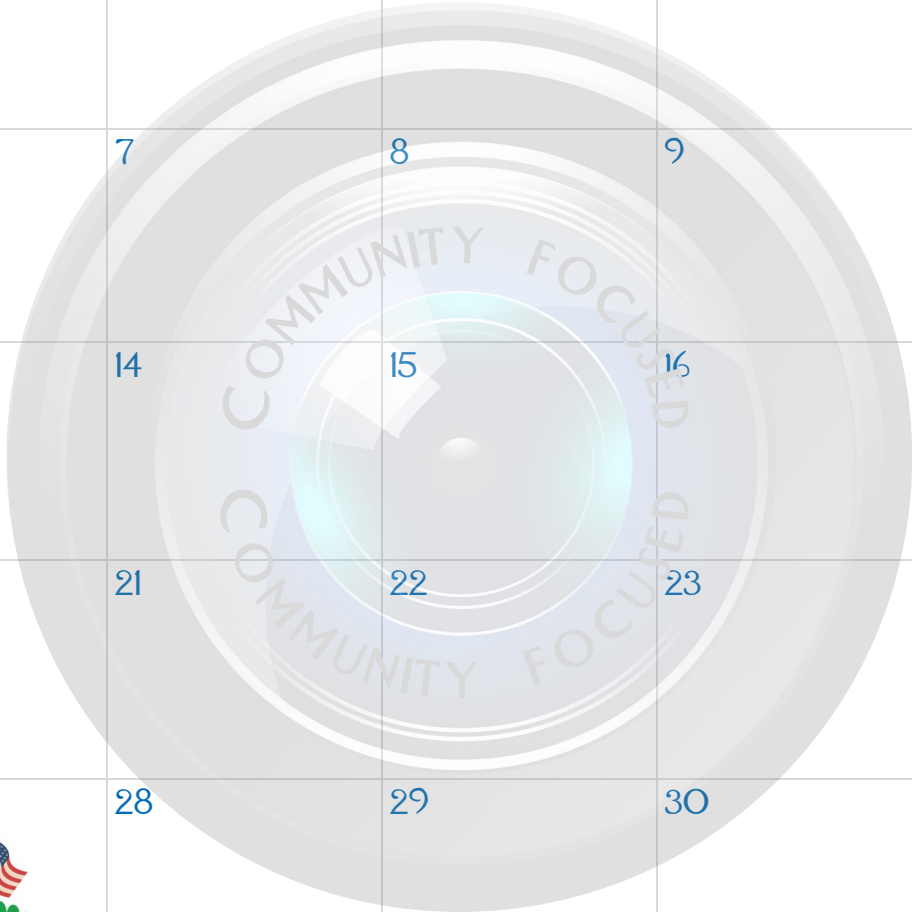 7 8 9
COMMUNITY FOCUSED
14 15 16
COMMUNITY FOCUSED
21 22 23
28 29 30